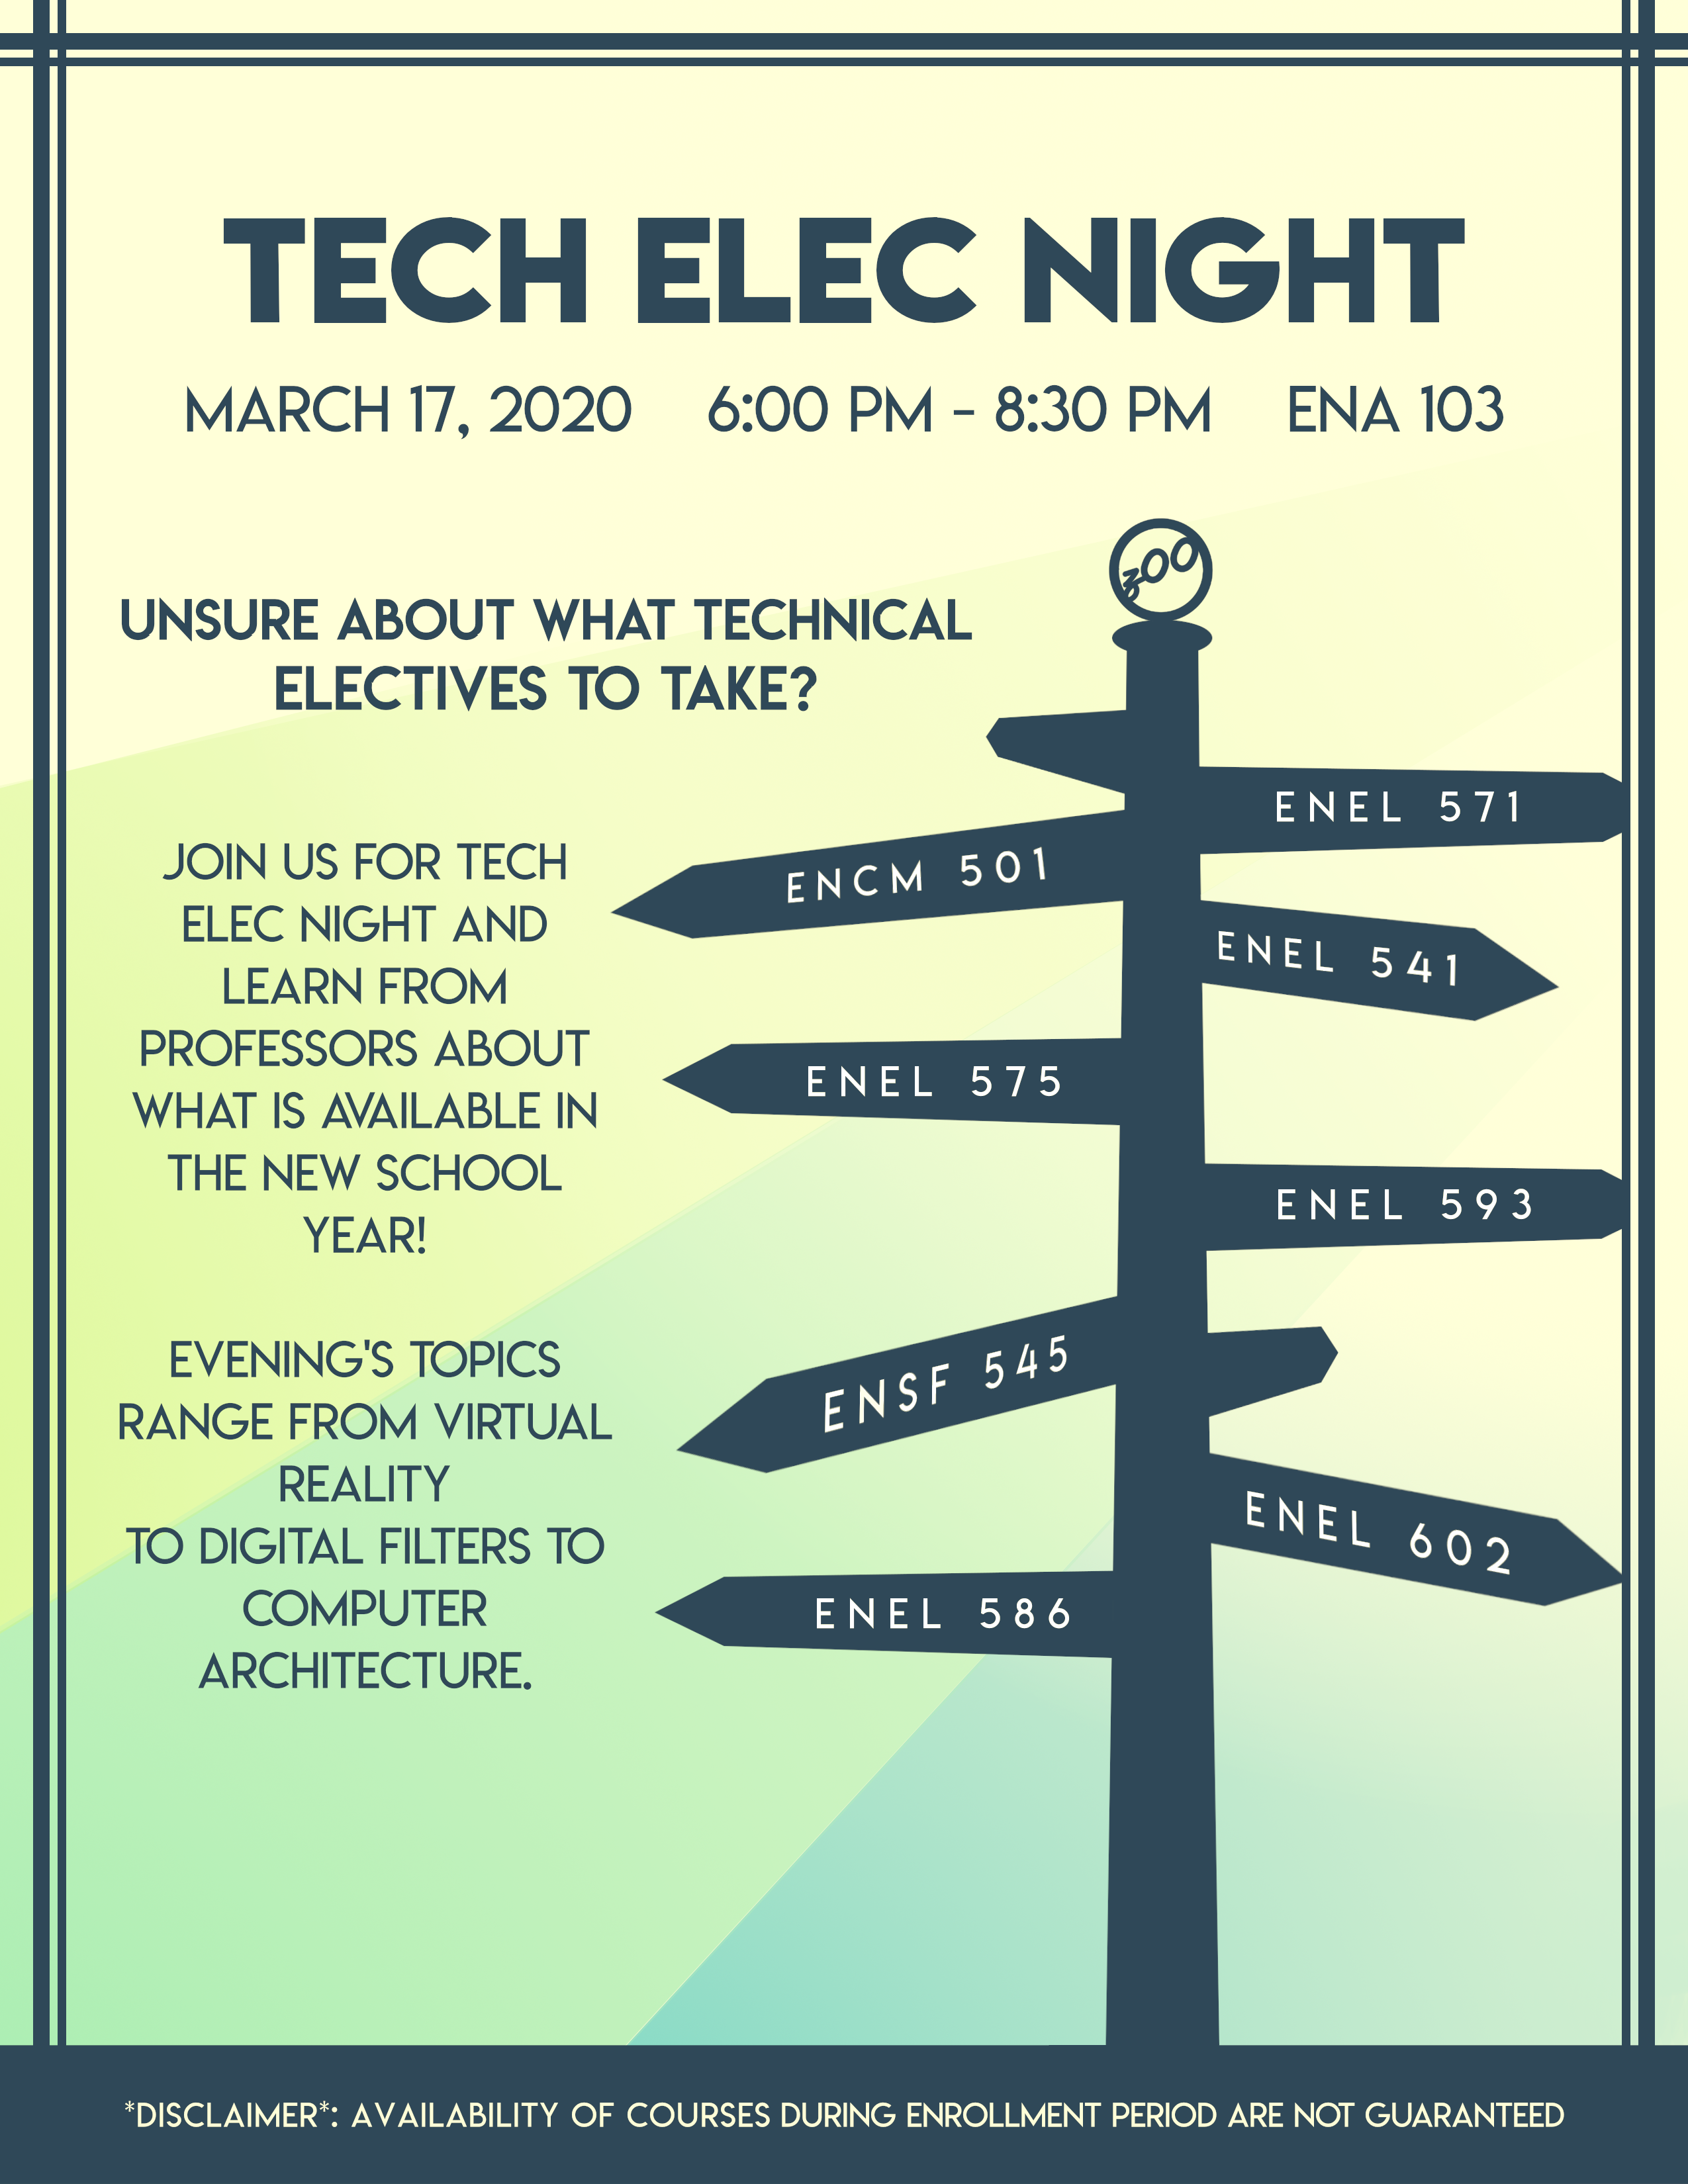 TECH ELEC NIGHT
MARCH 17, 2020 6:00 PM - 8:30 PM ENA 103
300
UNSURE ABOUT WHAT TECHNICAL
ELECTIVES TO TAKE?
JOIN US FOR TECH
ELEC NIGHT AND
LEARN FROM
PROFESSORS ABOUT
WHAT IS AVAILABLE IN
THE NEW SCHOOL
YEAR!
EVENING'S TOPICS
RANGE FROM VIRTUAL
REALITY
TO DIGITAL FILTERS TO
COMPUTER
ARCHITECTURE.
ENEL 571
ENCM 501
ENEL 541
ENEL 575
ENEL 593
ENSF 545
ENEL 602
ENEL 586
*DISCLAIMER*: AVAILABILITY OF COURSES DURING ENROLLMENT PERIOD ARE NOT GUARANTEED